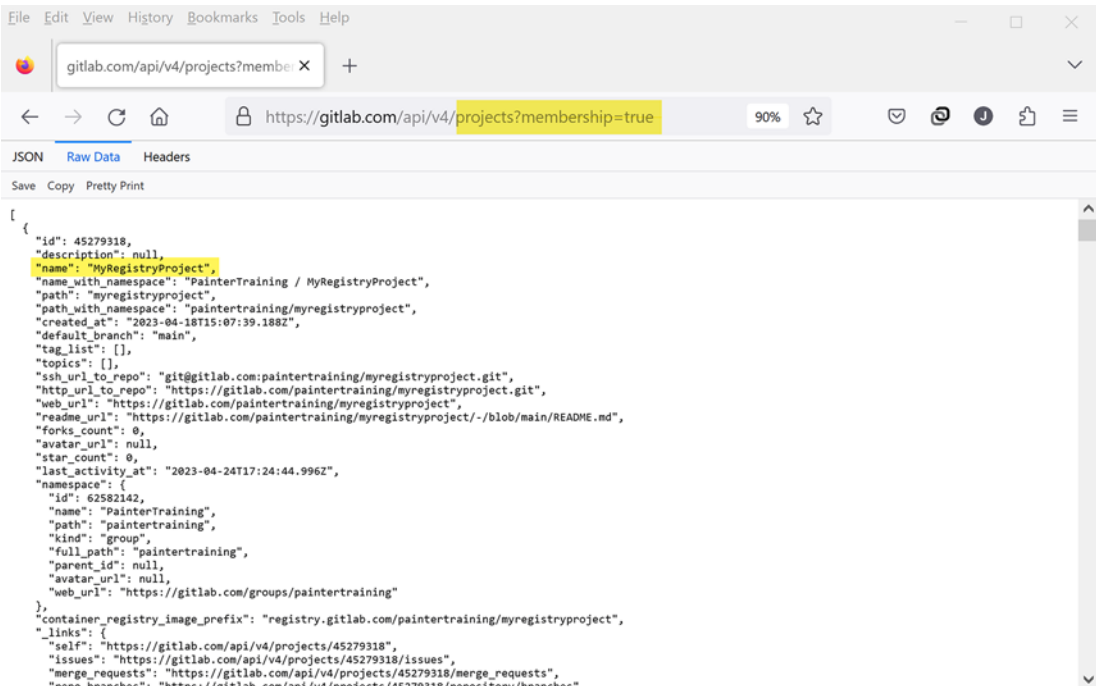 File Edit View History Bookmarks Tools Help
gitlab.com/api/v4/projects?member
https://gitlab.com/api/v4/projects?membership=true 90% J
JSON Raw Data Headers
Save Copy Pretty Print
[
{
"id": 45279318,
"description": null,
"name": "MyRegistryProject",
"name_with_namespace": "PainterTraining / MyRegistryProject",
"path": "myregistryproject",
"path_with_namespace": "paintertraining/myregistryproject",
"created_at": "2023-04-18T15:07:39.188Z",
"default_branch": "main",
"tag_list": [],
"topics": [],
"ssh_url_to_repo": "git@gitlab.com:paintertraining/myregistryproject.git",
"http_url_to_repo": "https://gitlab.com/paintertraining/myregistryproject.git",
"web_url": "https://gitlab.com/paintertraining/myregistryproject",
"readme_url": "https://gitlab.com/paintertraining/myregistryproject/-/blob/main/README.md",
"forks_count": 0,
"avatar_url": null,
"star_count": 0,
"last_activity_at": "2023-04-24T17:24:44.996Z",
"namespace": {
"id": 62582142,
"name": "PainterTraining",
"path": "paintertraining",
"kind": "group",
"full_path": "paintertraining",
"parent_id": null,
"avatar_url": null,
"web_url": "https://gitlab.com/groups/paintertraining"
},
"container_registry_image_prefix": "registry.gitlab.com/paintertraining/myregistryproject",
"_links": {
"self": "https://gitlab.com/api/v4/projects/45279318",
"issues": "https://gitlab.com/api/v4/projects/45279318/issues",
"merge_requests": "https://gitlab.com/api/v4/projects/45279318/merge_requests",